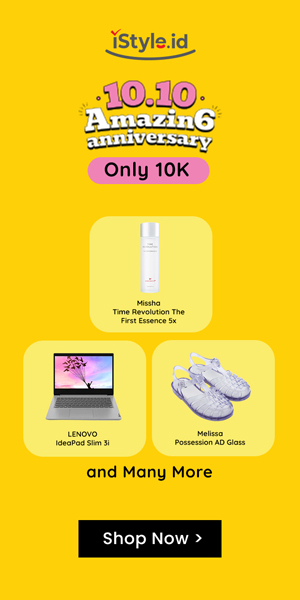 iStyle.id
10.10
Amazin6
anniversary
Only 10K
Missha
Time Revolution The
First Essence 5x
LENOVO
IdeaPad Slim 3i
Melissa
Possession AD Glass
and Many More
Shop Now >